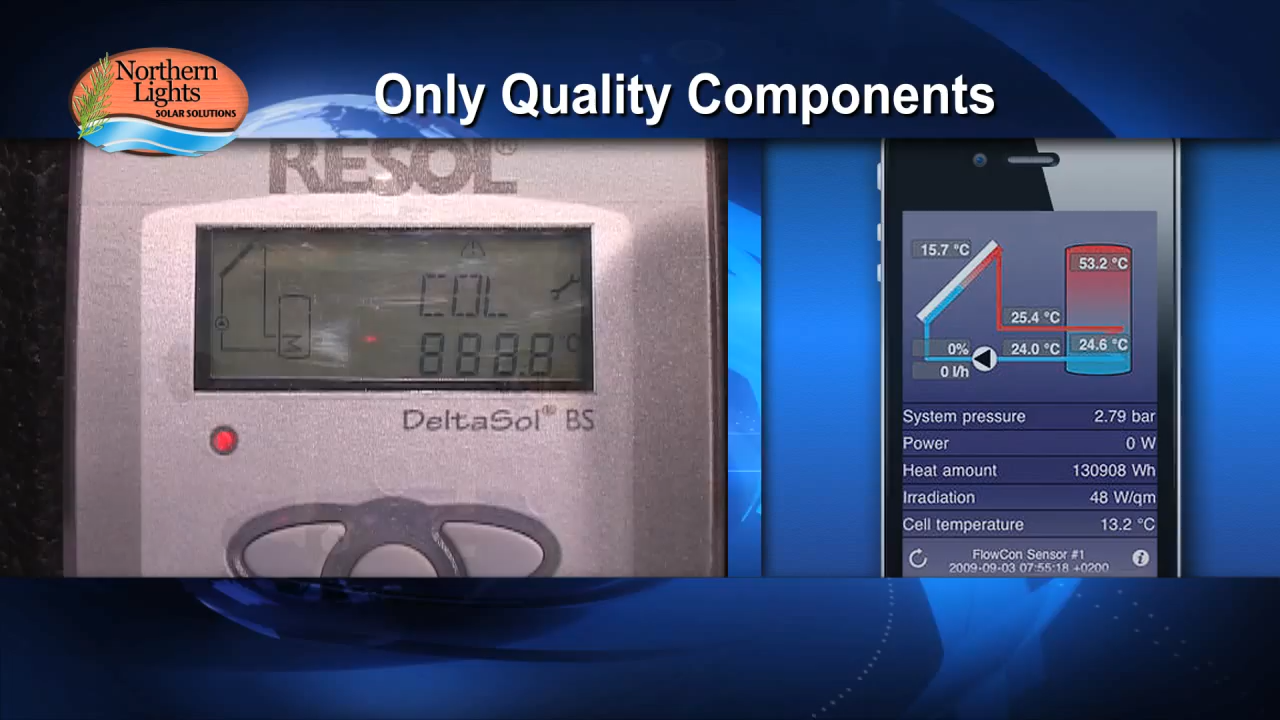 Northern
Lights
SOLAR SOLUTIONS
Only Quality Components
RESOL®
COL
888.8°C
DeltaSol® BS
15.7 °C
53.2 °C
25.4 °C
0%
24.0 °C
24.6 °C
0 l/h
System pressure 2.79 bar
Power 0 W
Heat amount 130908 Wh
Irradiation 48 W/qm
Cell temperature 13.2 °C
FlowCon Sensor #1
2009-09-03 07:55:18 +0200